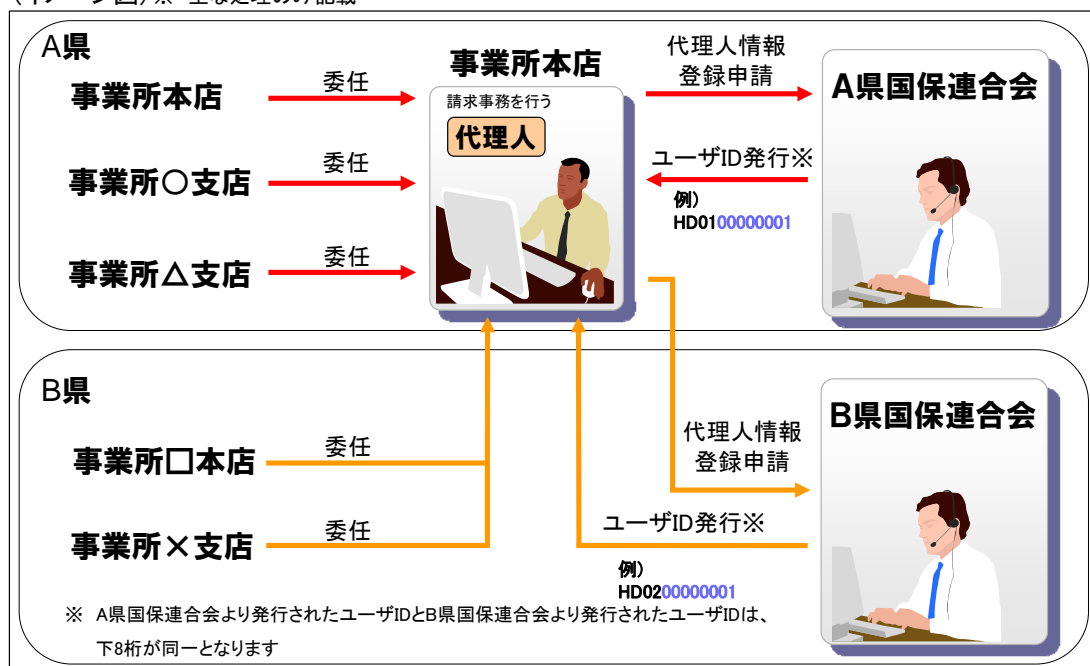 A県
事業所本店
委任
事業所○支店
委任
事業所△支店
委任
事業所本店
請求事務を行う
代理人
代理人情報
登録申請
ユーザID発行※
例)
HD0100000001
A県国保連合会
B県
事業所□本店
委任
事業所×支店
委任
代理人情報
登録申請
ユーザID発行※
例)
HD0200000001
B県国保連合会
※ A県国保連合会より発行されたユーザIDとB県国保連合会より発行されたユーザIDは、
下8桁が同一となります